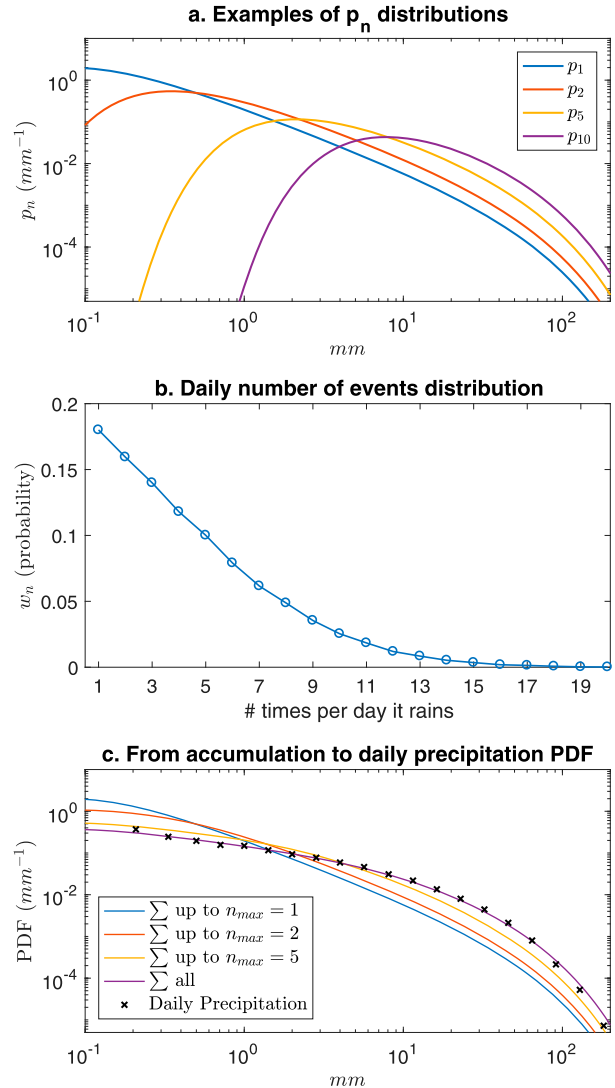 a. Examples of pn distributions
p1
p2
p5
p10
10^0
10^-2
10^-4
pn (mm^-1)
10^-1 10^0 10^1 10^2
mm
b. Daily number of events distribution
0.2
0.15
0.1
0.05
0
wn (probability)
1 3 5 7 9 11 13 15 17 19
# times per day it rains
c. From accumulation to daily precipitation PDF
10^0
10^-2
10^-4
PDF (mm^-1)
∑ up to nmax = 1
∑ up to nmax = 2
∑ up to nmax = 5
∑ all
Daily Precipitation
10^-1 10^0 10^1 10^2
mm